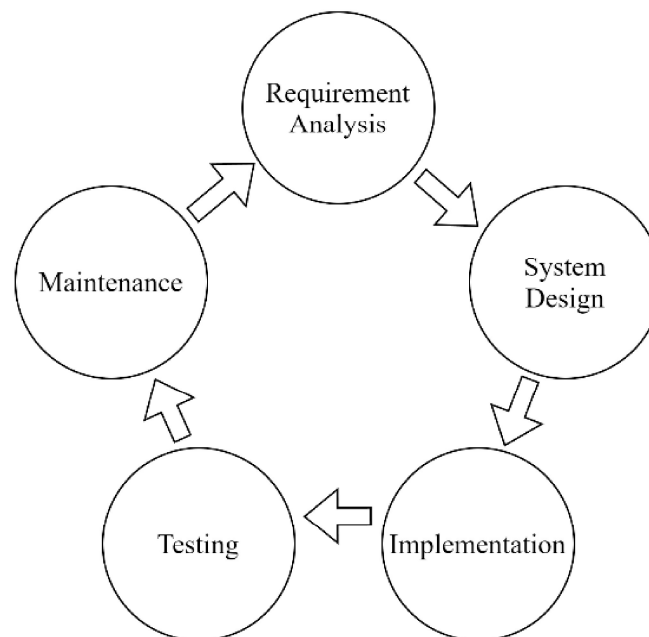 Requirement
Analysis
System
Design
Implementation
Testing
Maintenance